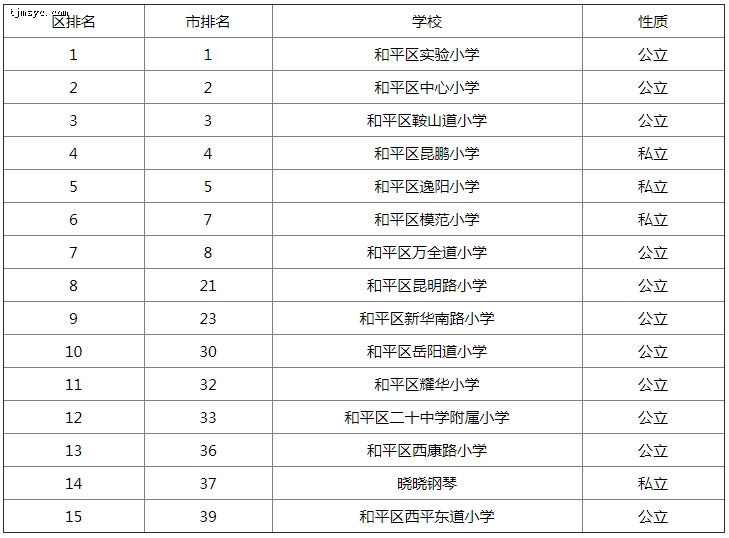 tjmsye.com
区排名 市排名 学校 性质
1 1 和平区实验小学 公立
2 2 和平区中心小学 公立
3 3 和平区鞍山道小学 公立
4 4 和平区昆鹏小学 私立
5 5 和平区逸阳小学 私立
6 7 和平区模范小学 私立
7 8 和平区万全道小学 公立
8 21 和平区昆明路小学 公立
9 23 和平区新华南路小学 公立
10 30 和平区岳阳道小学 公立
11 32 和平区耀华小学 公立
12 33 和平区二十中学附属小学 公立
13 36 和平区西康路小学 公立
14 37 晓晓钢琴 私立
15 39 和平区西平东道小学 公立